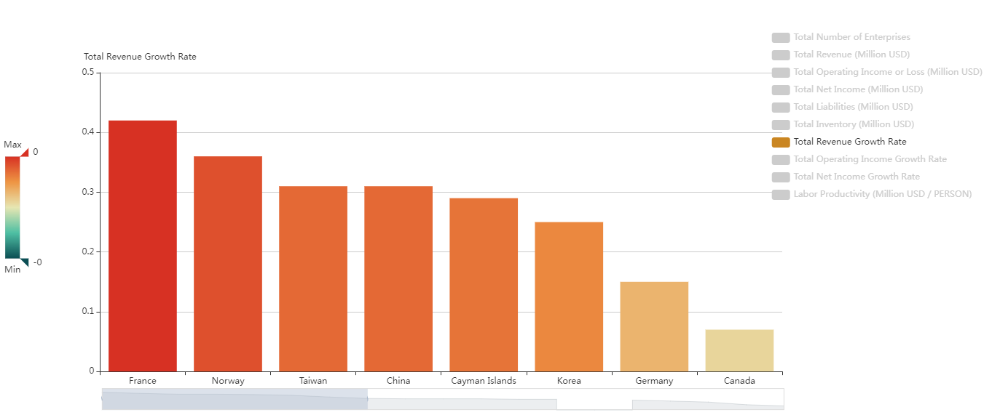 Total Revenue Growth Rate
0.5
0.4
0.3
0.2
0.1
0
France
Norway
Taiwan
China
Cayman Islands
Korea
Germany
Canada
Max
0
-0
Min
Total Number of Enterprises
Total Revenue (Million USD)
Total Operating Income or Loss (Million USD)
Total Net Income (Million USD)
Total Liabilities (Million USD)
Total Inventory (Million USD)
Total Revenue Growth Rate
Total Operating Income Growth Rate
Total Net Income Growth Rate
Labor Productivity (Million USD / PERSON)